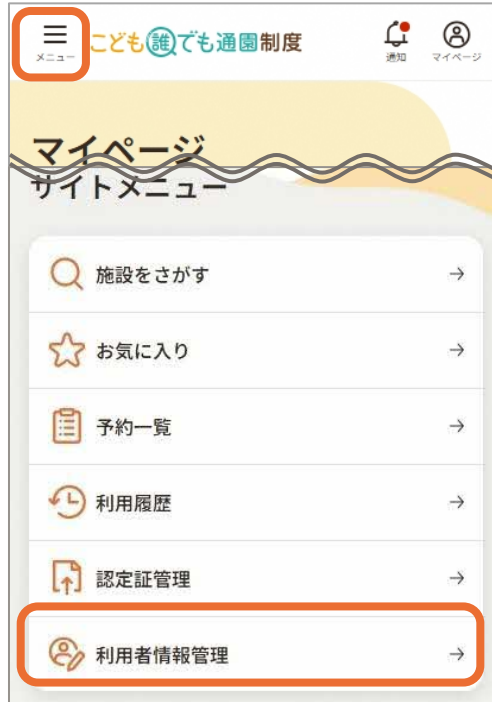 メニュー
こども誰でも通園制度
通知
マイページ
マイページ
サイトメニュー
施設をさがす
お気に入り
予約一覧
利用履歴
認定証管理
利用者情報管理